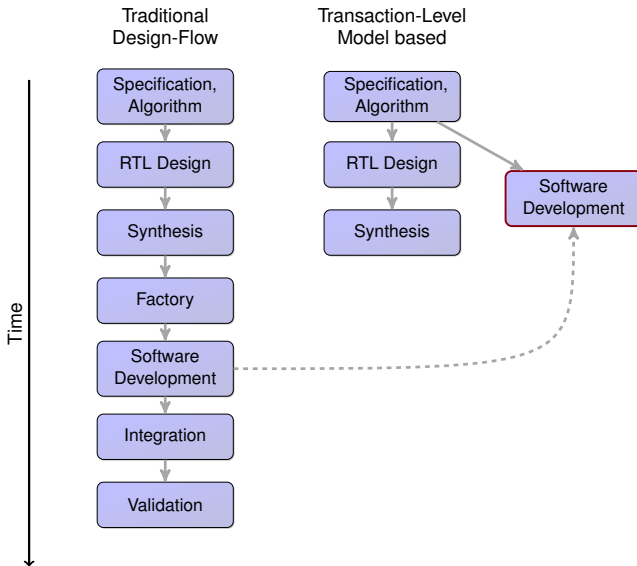 Traditional
Design-Flow
Transaction-Level
Model based
Time
Specification,
Algorithm
RTL Design
Synthesis
Factory
Software
Development
Integration
Validation
Specification,
Algorithm
RTL Design
Synthesis
Software
Development